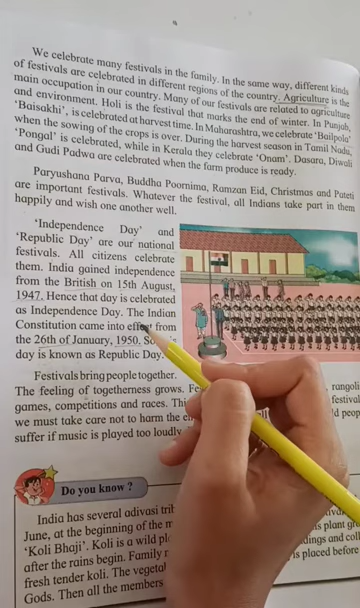 We celebrate many festivals in the family. In the same way, different kinds
of festivals are celebrated in different regions of the country. Agriculture is the
main occupation in our country. Many of our festivals are related to agriculture
and environment. Holi is the festival that marks the end of winter. In Punjab,
'Baisakhi', is celebrated at harvest time. In Maharashtra, we celebrate 'Bailpola'
when the sowing of the crops is over. During the harvest season in Tamil Nadu,
'Pongal' is celebrated, while in Kerala they celebrate 'Onam'. Dasara, Diwali
and Gudi Padwa are celebrated when the farm produce is ready.
Paryushana Parva, Buddha Poornima, Ramzan Eid, Christmas and Pateti
are important festivals. Whatever the festival, all Indians take part in them
happily and wish one another well.
'Independence Day' and
'Republic Day' are our national
festivals. All citizens celebrate
them. India gained independence
from the British on 15th August,
1947. Hence that day is celebrated
as Independence Day. The Indian
Constitution came into effect from
the 26th of January, 1950. So
day is known as Republic Day.
Festivals bring people together.
The feeling of togetherness grows. rangoli
games, competitions and races. festival
we must take care not to harm the peop
suffer if music is played too loudly
Do you know ?
India has several adivasi
June, at the beginning of the
'Koli Bhaji'. Koli is a wild is plant
after the rains begin. Family and
fresh tender koli. The is placed before
Gods. Then all the members